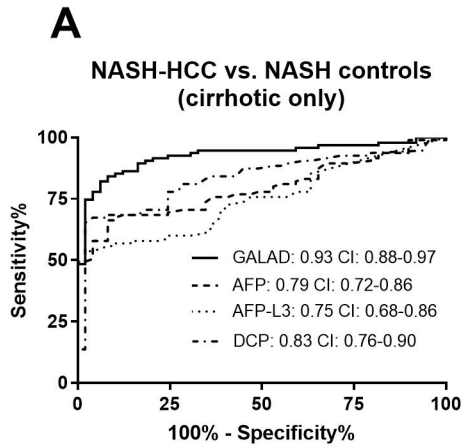 A
NASH-HCC vs. NASH controls
(cirrhotic only)
100
75
50
25
0
Sensitivity%
GALAD: 0.93 CI: 0.88-0.97
AFP: 0.79 CI: 0.72-0.86
AFP-L3: 0.75 CI: 0.68-0.86
DCP: 0.83 CI: 0.76-0.90
0 25 50 75 100
100% - Specificity%